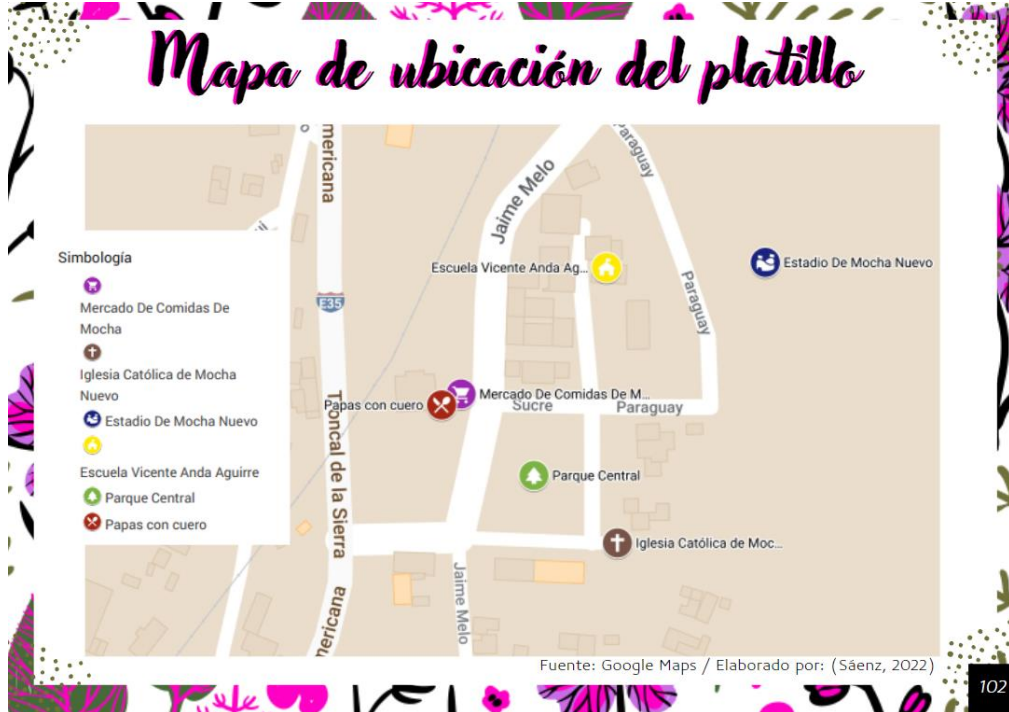 Mapa de ubicación del platillo
mericana
Jaime Melo
Paraguay
Escuela Vicente Anda Ag...
Estadio De Mocha Nuevo
Paraguay
E35
Simbología
Mercado De Comidas De
Mocha
Iglesia Católica de Mocha
Nuevo
Estadio De Mocha Nuevo
Escuela Vicente Anda Aguirre
Parque Central
Papas con cuero
Papas con cuero
Mercado De Comidas De M...
Sucre
Paraguay
Troncal de la Sierra
Parque Central
Iglesia Católica de Moc...
Jaime Melo
mericana
Fuente: Google Maps / Elaborado por: (Sáenz, 2022)
102